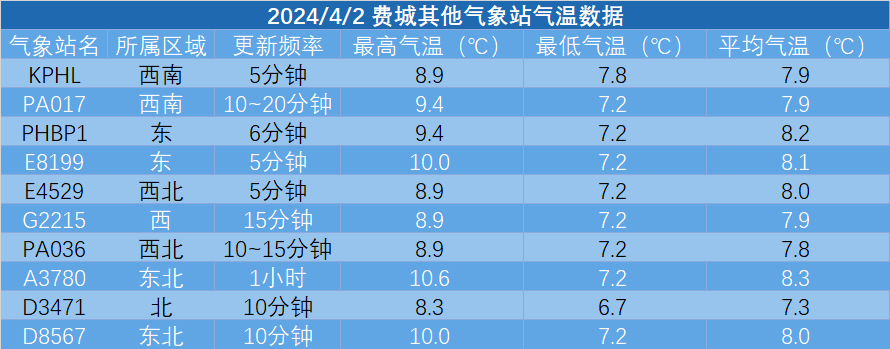 2024/4/2 费城其他气象站气温数据
气象站名 所属区域 更新频率 最高气温（℃） 最低气温（℃） 平均气温（℃）
KPHL 西南 5分钟 8.9 7.8 7.9
PA017 西南 10~20分钟 9.4 7.2 7.9
PHBP1 东 6分钟 9.4 7.2 8.2
E8199 东 5分钟 10.0 7.2 8.1
E4529 西北 5分钟 8.9 7.2 8.0
G2215 西 15分钟 8.9 7.2 7.9
PA036 西北 10~15分钟 8.9 7.2 7.8
A3780 东北 1小时 10.6 7.2 8.3
D3471 北 10分钟 8.3 6.7 7.3
D8567 东北 10分钟 10.0 7.2 8.0